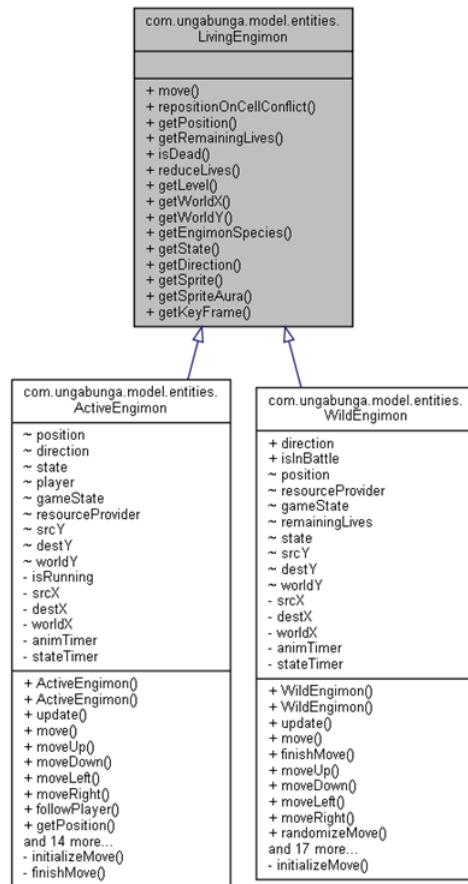 com.ungabunga.model.entities.
LivingEngimon
+ move()
+ repositionOnCellConflict()
+ getPosition()
+ getRemainingLives()
+ isDead()
+ reduceLives()
+ getLevel()
+ getWorldX()
+ getWorldY()
+ getEngimonSpecies()
+ getState()
+ getDirection()
+ getSprite()
+ getSpriteAura()
+ getKeyFrame()
com.ungabunga.model.entities.
ActiveEngimon
~ position
~ direction
~ state
~ player
~ gameState
~ resourceProvider
~ srcY
~ destY
~ worldY
- isRunning
- srcX
- destX
- worldX
- animTimer
- stateTimer
+ ActiveEngimon()
+ ActiveEngimon()
+ update()
+ move()
+ moveUp()
+ moveDown()
+ moveLeft()
+ moveRight()
+ followPlayer()
+ getPosition()
and 14 more...
- initializeMove()
- finishMove()
com.ungabunga.model.entities.
WildEngimon
+ direction
+ isInBattle
~ position
~ resourceProvider
~ gameState
~ remainingLives
~ state
~ srcY
~ destY
~ worldY
- srcX
- destX
- worldX
- animTimer
- stateTimer
+ WildEngimon()
+ WildEngimon()
+ update()
+ move()
+ finishMove()
+ moveUp()
+ moveDown()
+ moveLeft()
+ moveRight()
+ randomizeMove()
and 17 more...
- initializeMove()